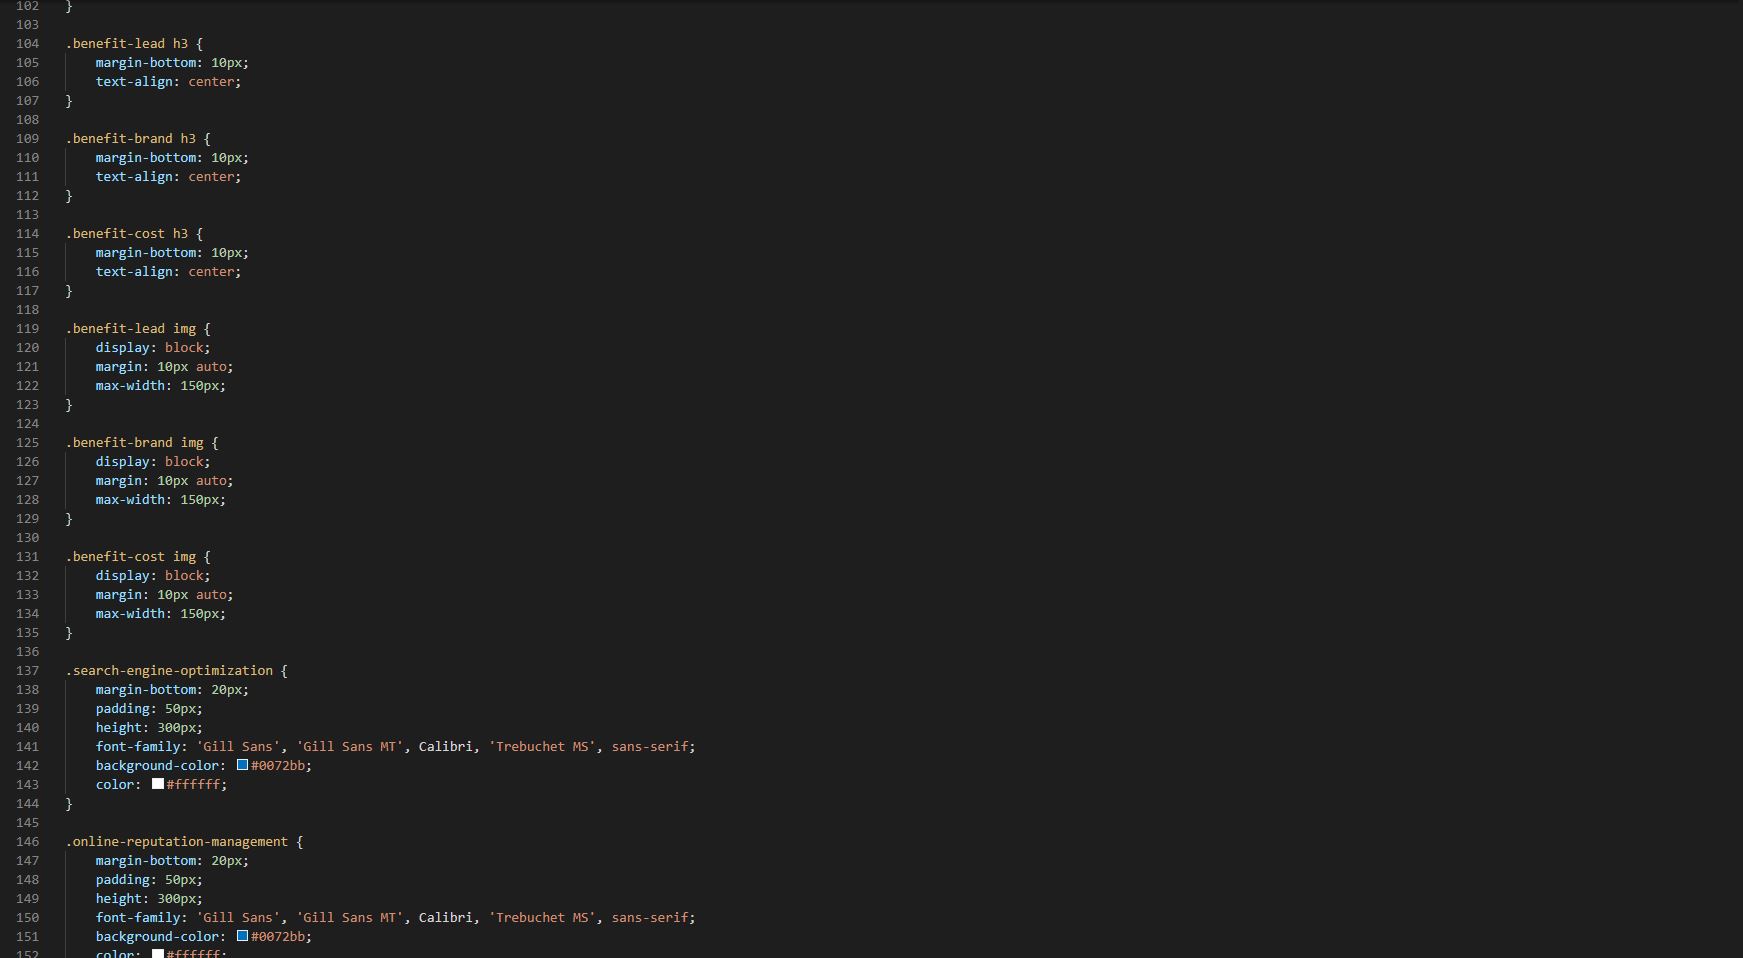 102 }
103
104 .benefit-lead h3 {
105 margin-bottom: 10px;
106 text-align: center;
107 }
108
109 .benefit-brand h3 {
110 margin-bottom: 10px;
111 text-align: center;
112 }
113
114 .benefit-cost h3 {
115 margin-bottom: 10px;
116 text-align: center;
117 }
118
119 .benefit-lead img {
120 display: block;
121 margin: 10px auto;
122 max-width: 150px;
123 }
124
125 .benefit-brand img {
126 display: block;
127 margin: 10px auto;
128 max-width: 150px;
129 }
130
131 .benefit-cost img {
132 display: block;
133 margin: 10px auto;
134 max-width: 150px;
135 }
136
137 .search-engine-optimization {
138 margin-bottom: 20px;
139 padding: 50px;
140 height: 300px;
141 font-family: 'Gill Sans', 'Gill Sans MT', Calibri, 'Trebuchet MS', sans-serif;
142 background-color: #0072bb;
143 color: #ffffff;
144 }
145
146 .online-reputation-management {
147 margin-bottom: 20px;
148 padding: 50px;
149 height: 300px;
150 font-family: 'Gill Sans', 'Gill Sans MT', Calibri, 'Trebuchet MS', sans-serif;
151 background-color: #0072bb;
152 color: #ffffff;